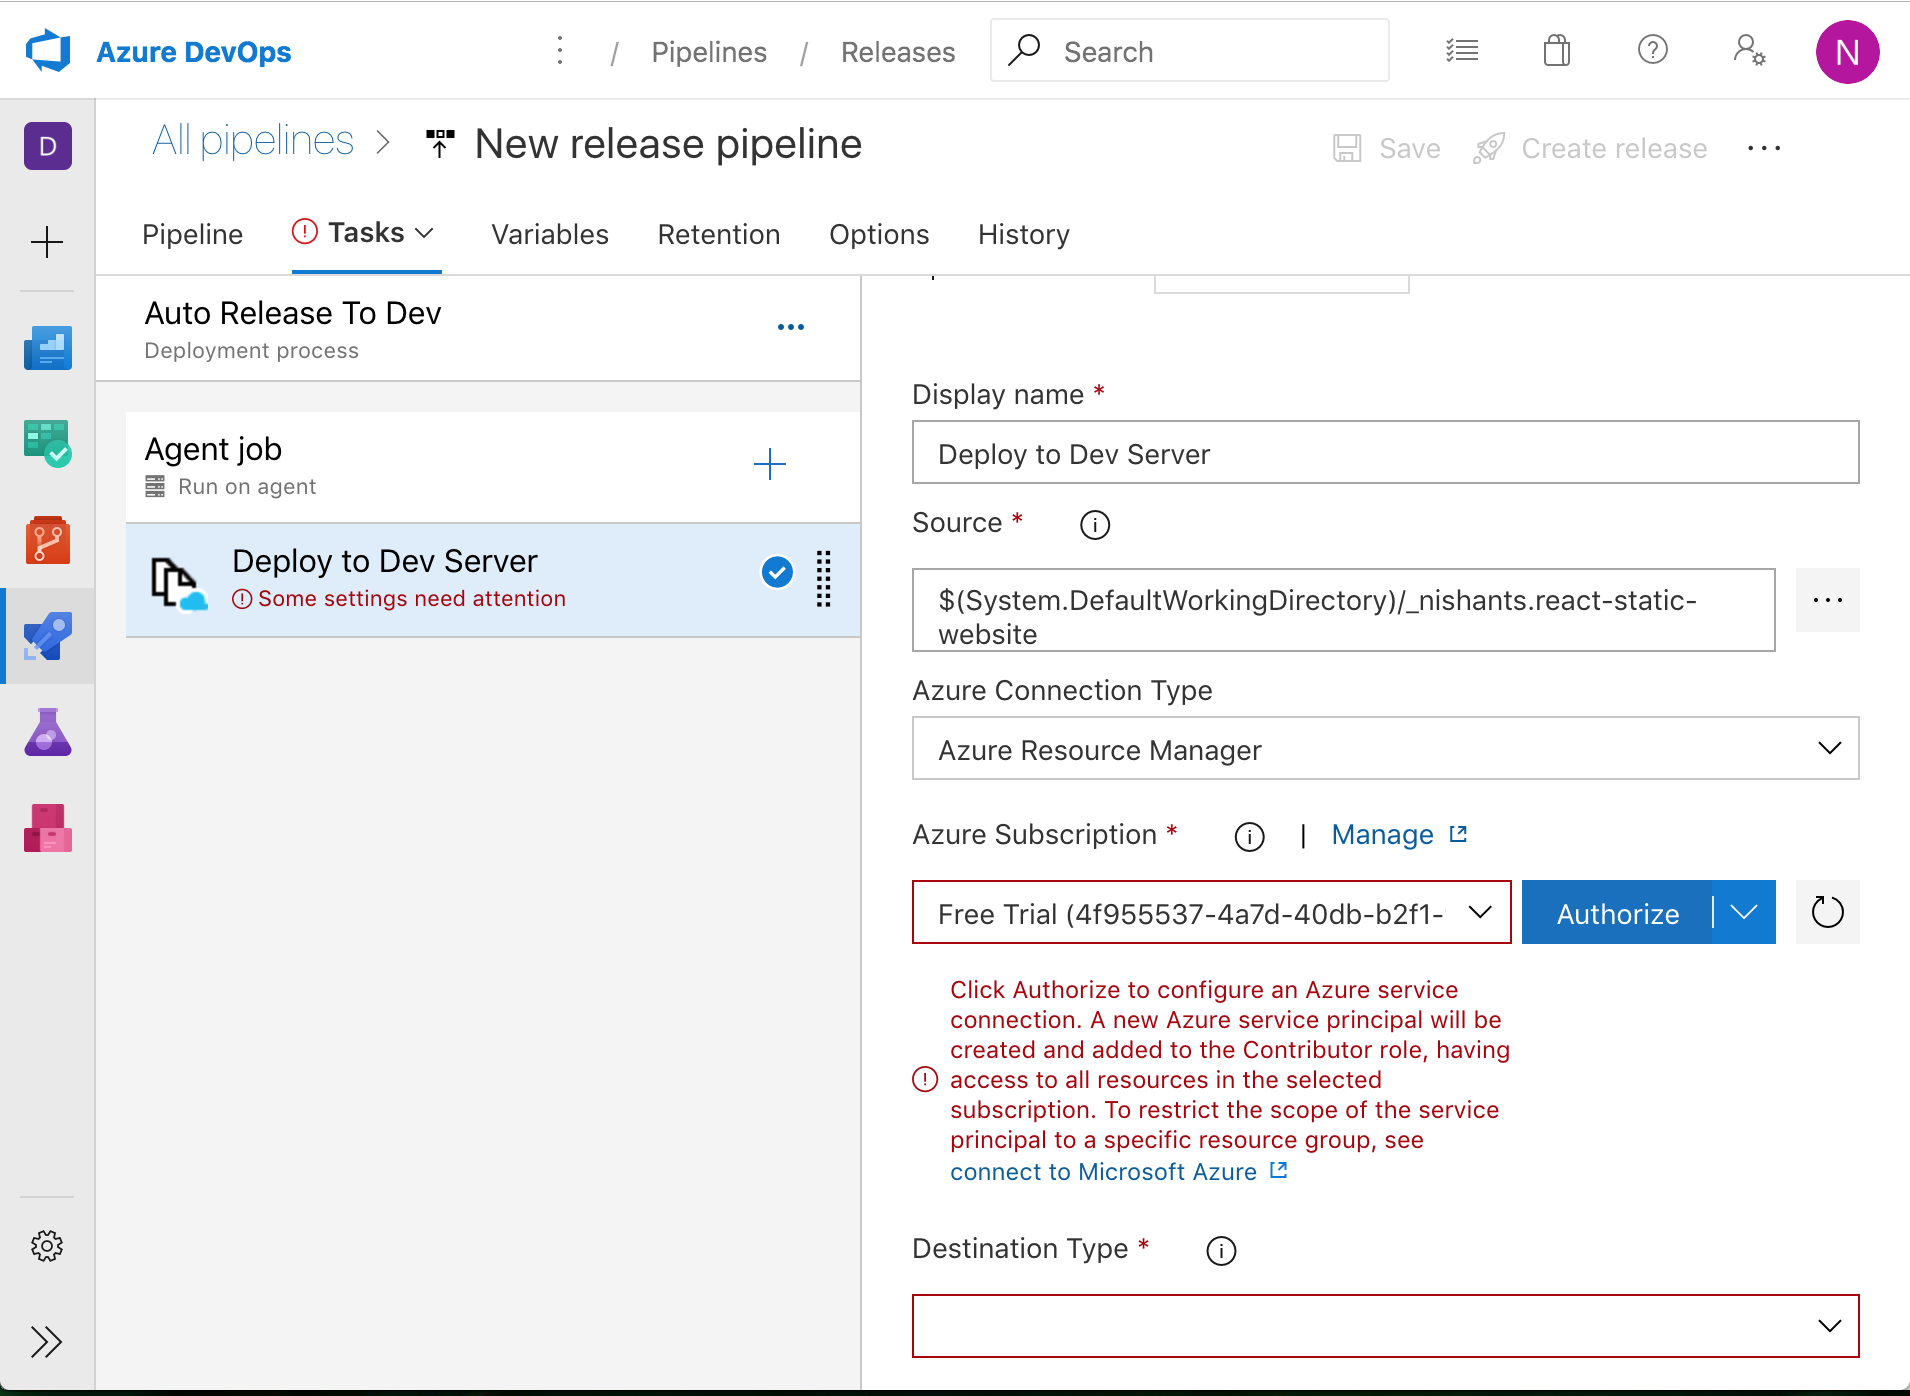 Azure DevOps
/ Pipelines / Releases
Search
N
D
All pipelines
New release pipeline
Save
Create release
Pipeline
Tasks
Variables
Retention
Options
History
Auto Release To Dev
Deployment process
Agent job
Run on agent
Deploy to Dev Server
Some settings need attention
Display name *
Deploy to Dev Server
Source *
$(System.DefaultWorkingDirectory)/_nishants.react-static-
website
Azure Connection Type
Azure Resource Manager
Azure Subscription * | Manage
Free Trial (4f955537-4a7d-40db-b2f1-
Authorize
Click Authorize to configure an Azure service
connection. A new Azure service principal will be
created and added to the Contributor role, having
access to all resources in the selected
subscription. To restrict the scope of the service
principal to a specific resource group, see
connect to Microsoft Azure
Destination Type *